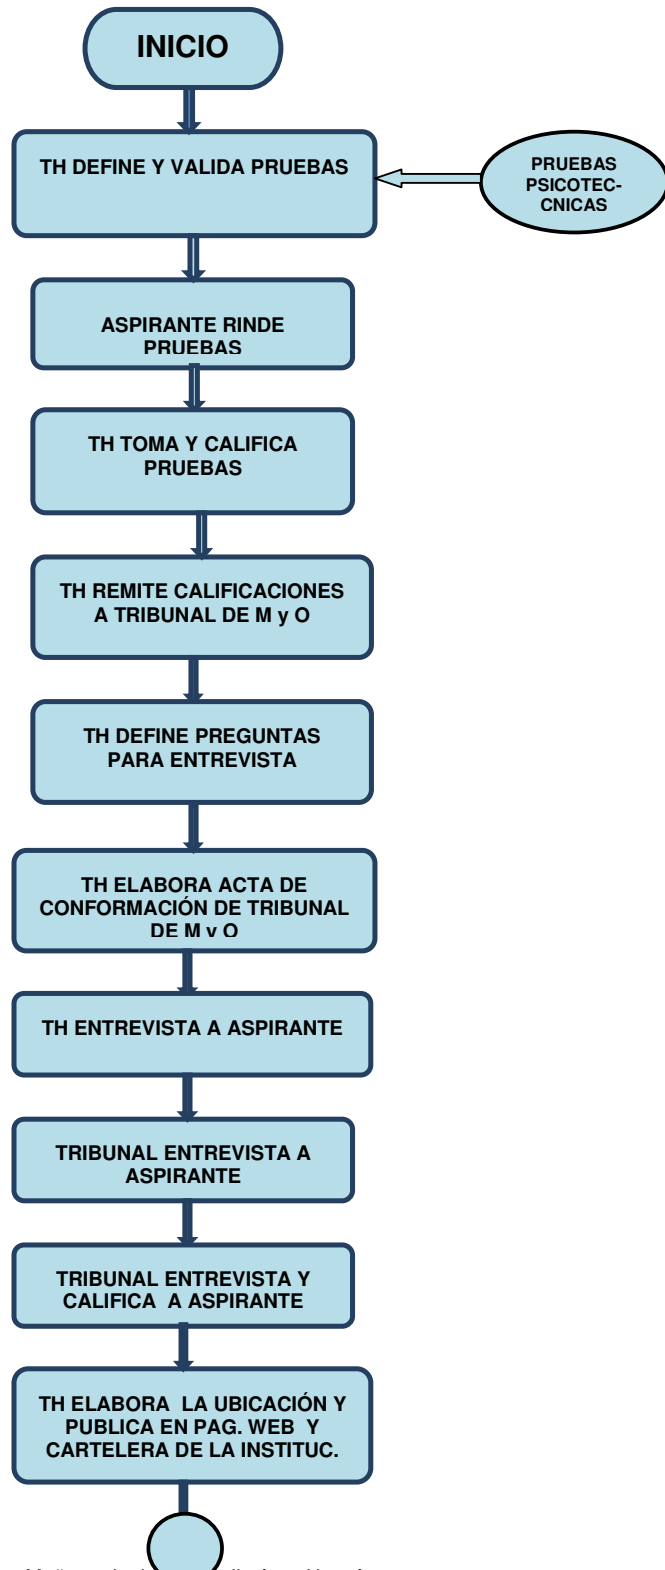 INICIO
TH DEFINE Y VALIDA PRUEBAS
PRUEBAS
PSICOTEC-
CNICAS
ASPIRANTE RINDE
PRUEBAS
TH TOMA Y CALIFICA
PRUEBAS
TH REMITE CALIFICACIONES
A TRIBUNAL DE M y O
TH DEFINE PREGUNTAS
PARA ENTREVISTA
TH ELABORA ACTA DE
CONFORMACIÓN DE TRIBUNAL
DE M y O
TH ENTREVISTA A ASPIRANTE
TRIBUNAL ENTREVISTA A
ASPIRANTE
TRIBUNAL ENTREVISTA Y
CALIFICA A ASPIRANTE
TH ELABORA LA UBICACIÓN Y
PUBLICA EN PAG. WEB Y
CARTELERA DE LA INSTITUC.